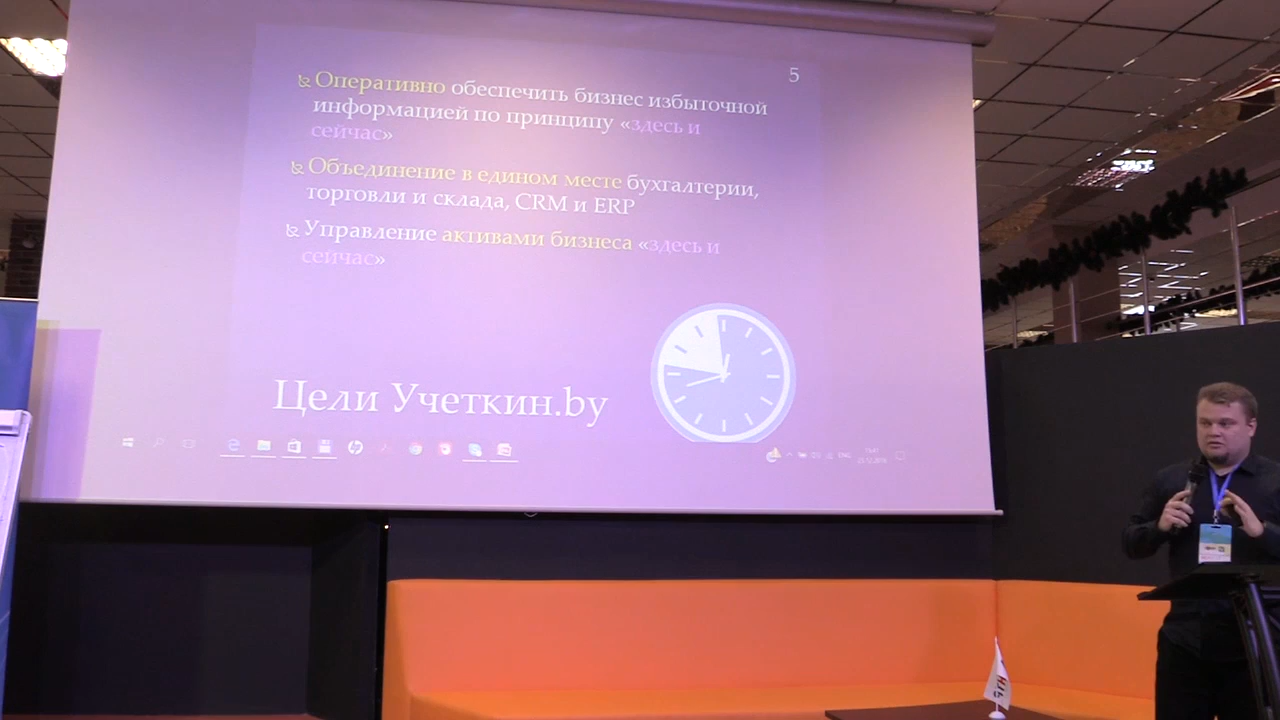 5
Оперативно обеспечить бизнес избыточной
информацией по принципу «здесь и
сейчас»
Объединение в едином месте бухгалтерии,
торговли и склада, CRM и ERP
Управление активами бизнеса «здесь и
сейчас»
Цели Учеткин.by
ENG